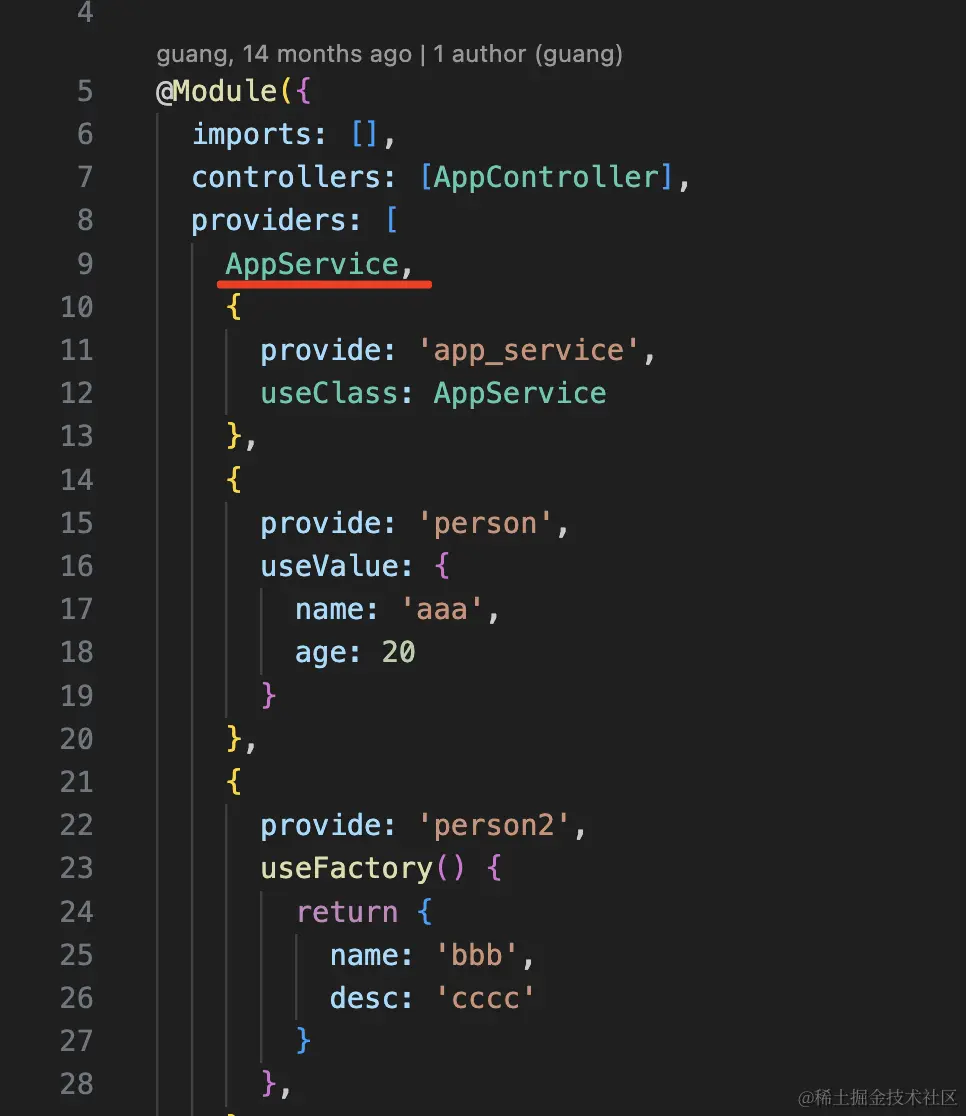 4
guang, 14 months ago | 1 author (guang)
5 @Module({
6 imports: [],
7 controllers: [AppController],
8 providers: [
9 AppService,
10 {
11 provide: 'app_service',
12 useClass: AppService
13 },
14 {
15 provide: 'person',
16 useValue: {
17 name: 'aaa',
18 age: 20
19 }
20 },
21 {
22 provide: 'person2',
23 useFactory() {
24 return {
25 name: 'bbb',
26 desc: 'cccc'
27 }
28 },
@稀土掘金技术社区